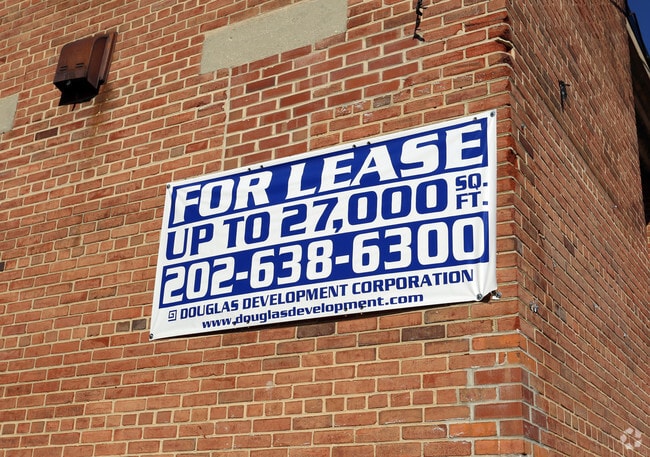 FOR LEASE
UP TO 27,000 SQ. FT.
202-638-6300
DOUGLAS DEVELOPMENT CORPORATION
www.douglasdevelopment.com